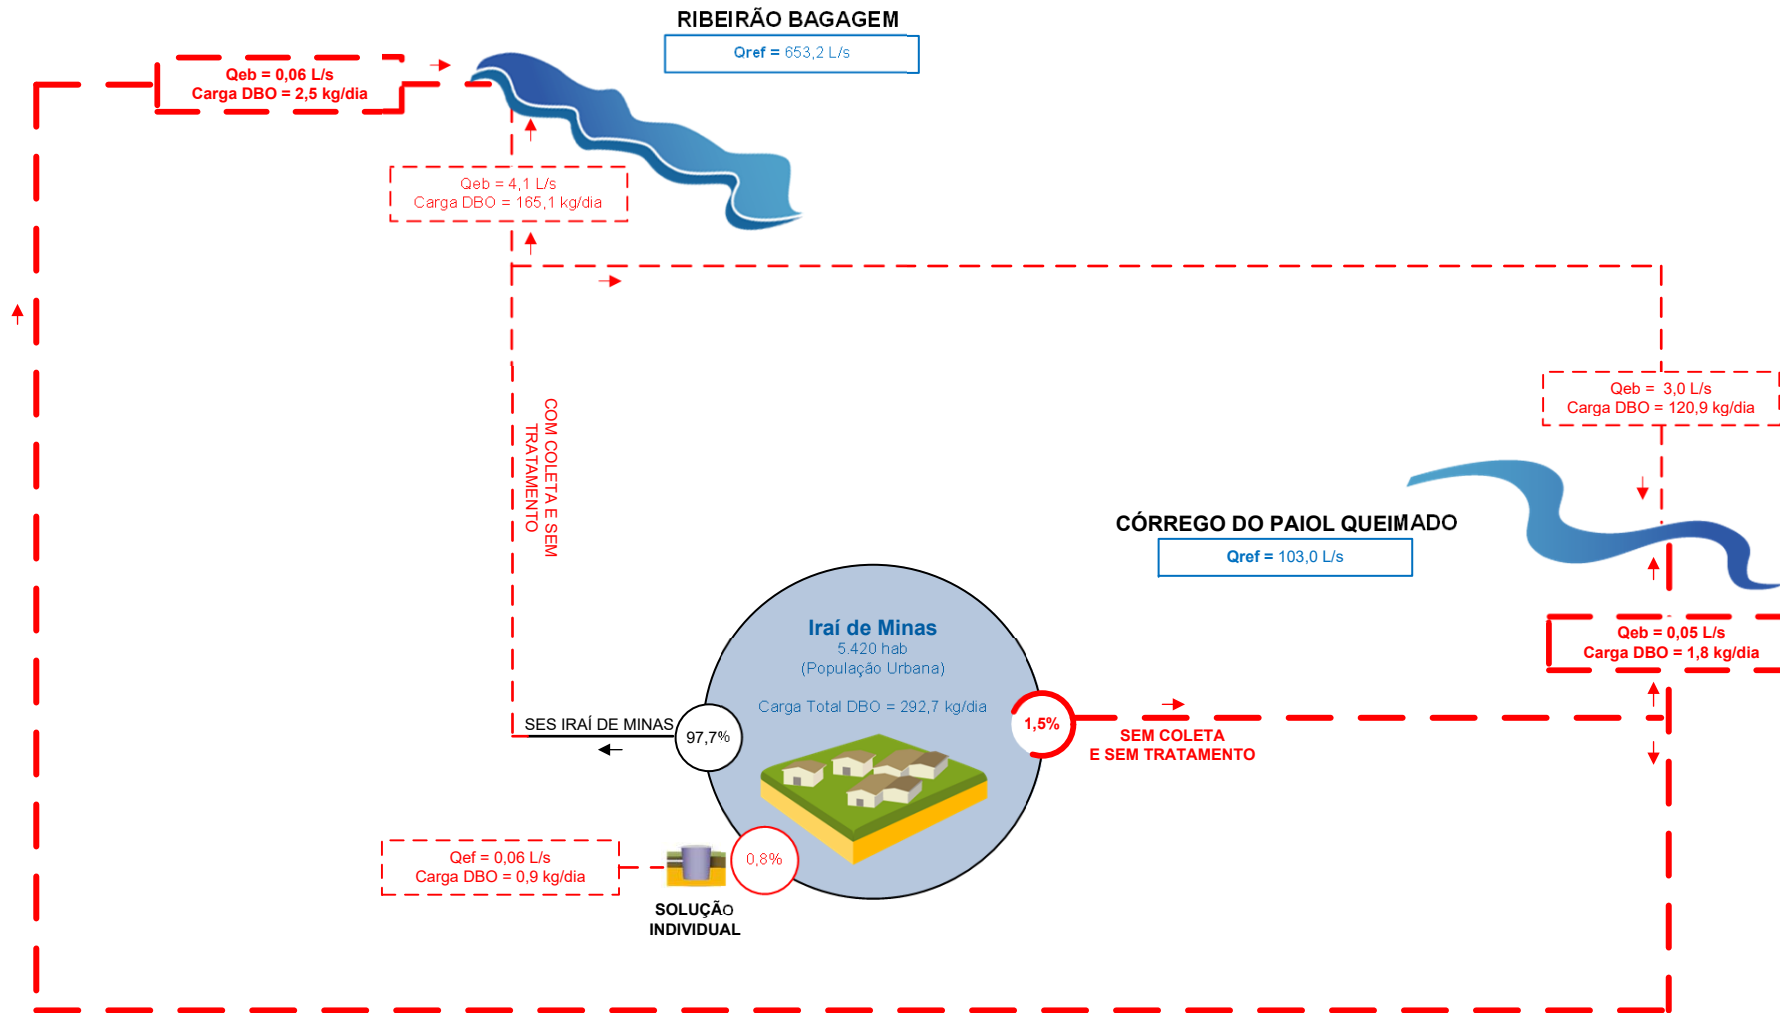 RIBEIRÃO BAGAGEM
Qref = 653,2 L/s
Qeb = 0,06 L/s
Carga DBO = 2,5 kg/dia
Qeb = 4,1 L/s
Carga DBO = 165,1 kg/dia
Qeb = 3,0 L/s
Carga DBO = 120,9 kg/dia
COM COLETA E SEM
TRATAMENTO
CÓRREGO DO PAIOL QUEIMADO
Qref = 103,0 L/s
Iraí de Minas
5.420 hab
(População Urbana)
Carga Total DBO = 292,7 kg/dia
Qeb = 0,05 L/s
Carga DBO = 1,8 kg/dia
SES IRAÍ DE MINAS
97,7%
1,5%
SEM COLETA
E SEM TRATAMENTO
Qef = 0,06 L/s
Carga DBO = 0,9 kg/dia
0,8%
SOLUÇÃO
INDIVIDUAL